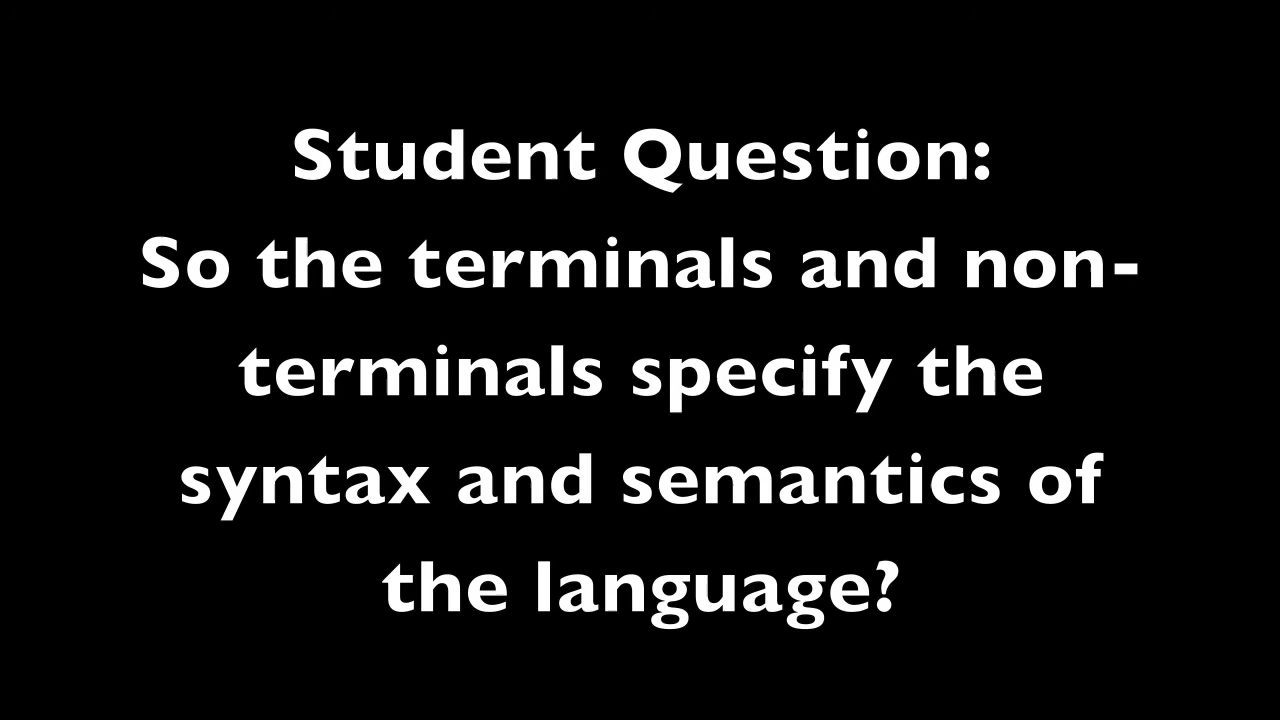 Student Question:
So the terminals and non-
terminals specify the
syntax and semantics of
the language?